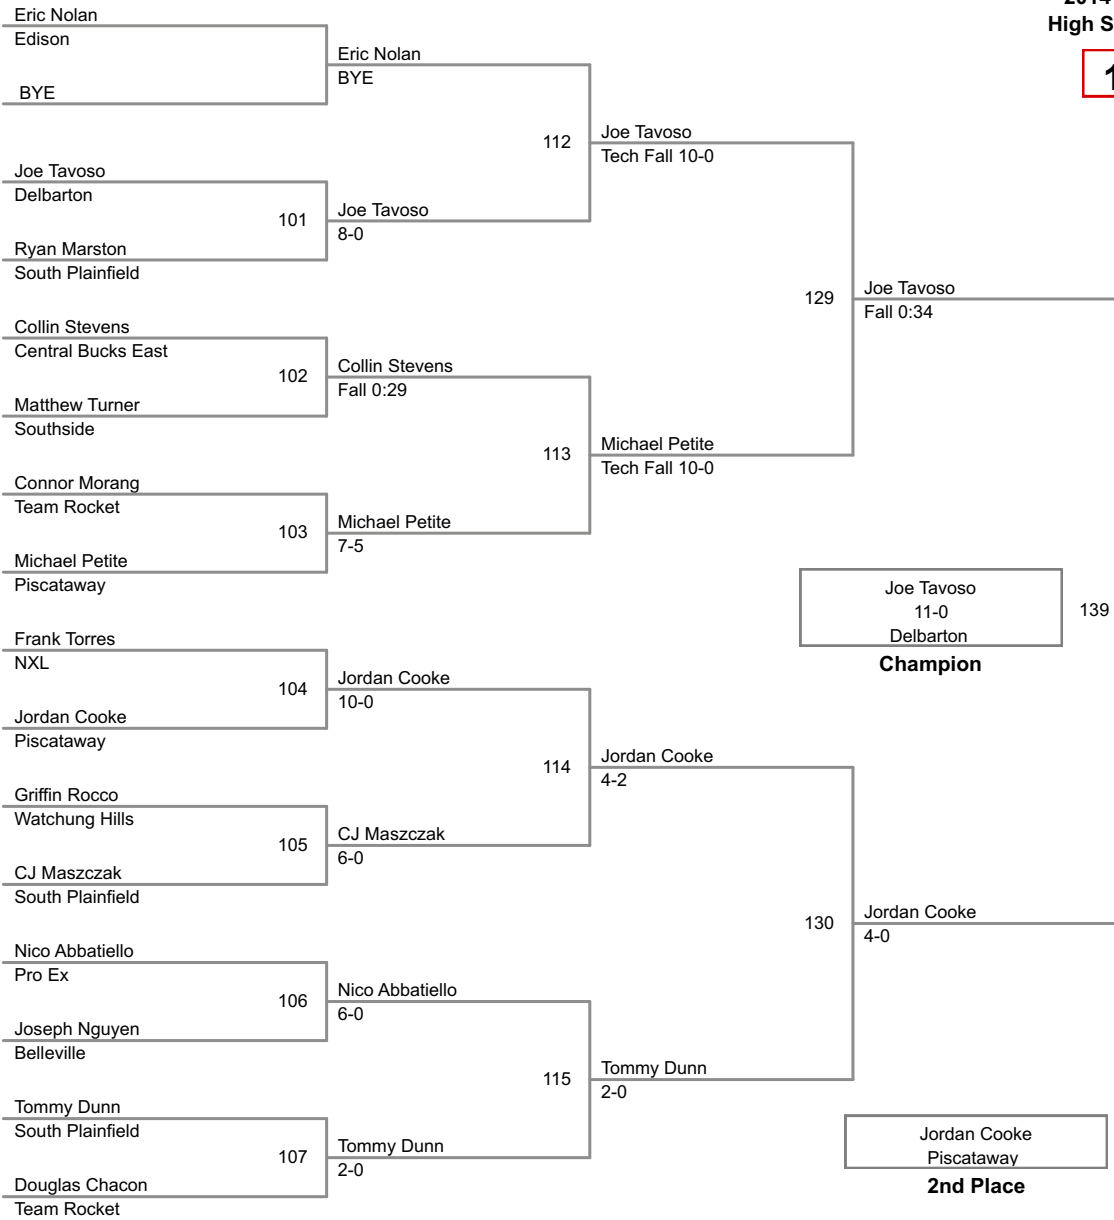 2014
High S
1
Eric Nolan
Edison
BYE
Joe Tavoso
Delbarton
101
Ryan Marston
South Plainfield
Collin Stevens
Central Bucks East
102
Matthew Turner
Southside
Connor Morang
Team Rocket
103
Michael Petite
Piscataway
Frank Torres
NXL
104
Jordan Cooke
Piscataway
Griffin Rocco
Watchung Hills
105
CJ Maszczak
South Plainfield
Nico Abbatiello
Pro Ex
106
Joseph Nguyen
Belleville
Tommy Dunn
South Plainfield
107
Douglas Chacon
Team Rocket
Eric Nolan
BYE
112
Joe Tavoso
8-0
Collin Stevens
Fall 0:29
113
Michael Petite
7-5
Jordan Cooke
10-0
114
CJ Maszczak
6-0
Nico Abbatiello
6-0
115
Tommy Dunn
2-0
Joe Tavoso
Tech Fall 10-0
129
Michael Petite
Tech Fall 10-0
Jordan Cooke
4-2
130
Tommy Dunn
2-0
Joe Tavoso
Fall 0:34
Joe Tavoso
11-0
Delbarton
139
Champion
Jordan Cooke
4-0
Jordan Cooke
Piscataway
2nd Place